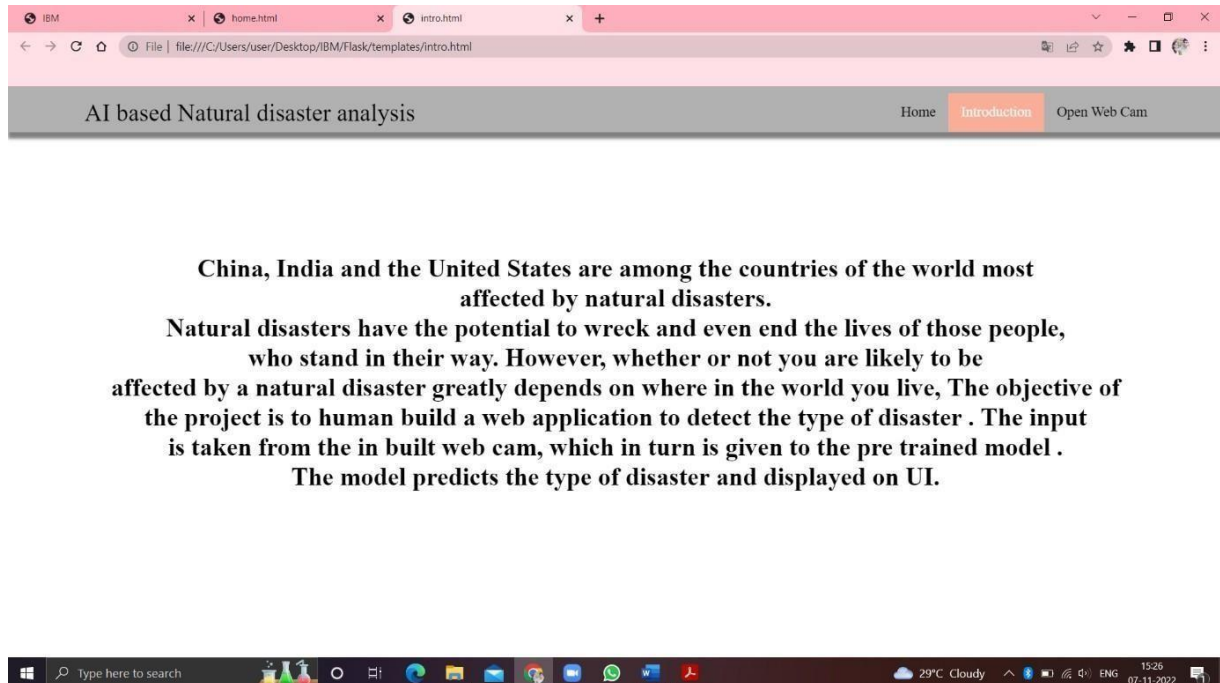 IBM
home.html
intro.html
File | file:///C:/Users/user/Desktop/IBM/Flask/templates/intro.html
AI based Natural disaster analysis
Home Introduction Open Web Cam
China, India and the United States are among the countries of the world most
affected by natural disasters.
Natural disasters have the potential to wreck and even end the lives of those people,
who stand in their way. However, whether or not you are likely to be
affected by a natural disaster greatly depends on where in the world you live, The objective of
the project is to human build a web application to detect the type of disaster . The input
is taken from the in built web cam, which in turn is given to the pre trained model .
The model predicts the type of disaster and displayed on UI.
Type here to search
29°C Cloudy
ENG
15:26
07-11-2022